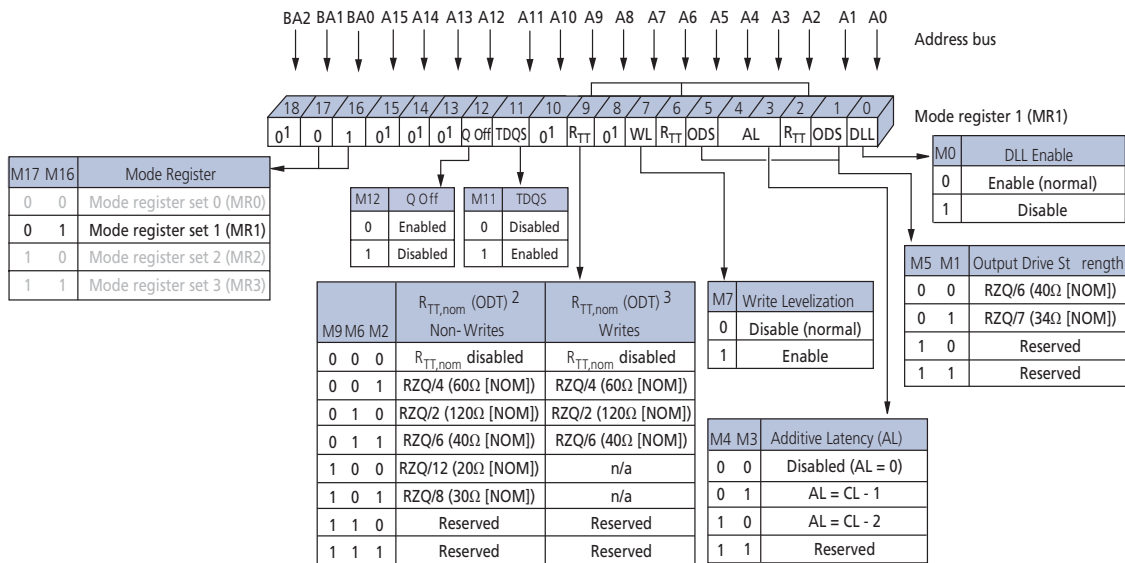 BA2 BA1 BA0 A15 A14 A13 A12 A11 A10 A9 A8 A7 A6 A5 A4 A3 A2 A1 A0
Address bus
18 17 16 15 14 13 12 11 10 9 8 7 6 5 4 3 2 1 0
0¹ 0 1 0¹ 0¹ 0¹ Q Off TDQS 0¹ RTT 0¹ WL RTT ODS AL RTT ODS DLL
Mode register 1 (MR1)
M17 M16 Mode Register
0 0 Mode register set 0 (MR0)
0 1 Mode register set 1 (MR1)
1 0 Mode register set 2 (MR2)
1 1 Mode register set 3 (MR3)
M12 Q Off
0 Enabled
1 Disabled
M11 TDQS
0 Disabled
1 Enabled
M0 DLL Enable
0 Enable (normal)
1 Disable
M5 M1 Output Drive St rength
0 0 RZQ/6 (40Ω [NOM])
0 1 RZQ/7 (34Ω [NOM])
1 0 Reserved
1 1 Reserved
M9 M6 M2 RTT,nom (ODT) 2 RTT,nom (ODT) 3
Non-Writes Writes
0 0 0 RTT,nom disabled RTT,nom disabled
0 0 1 RZQ/4 (60Ω [NOM]) RZQ/4 (60Ω [NOM])
0 1 0 RZQ/2 (120Ω [NOM]) RZQ/2 (120Ω [NOM])
0 1 1 RZQ/6 (40Ω [NOM]) RZQ/6 (40Ω [NOM])
1 0 0 RZQ/12 (20Ω [NOM]) n/a
1 0 1 RZQ/8 (30Ω [NOM]) n/a
1 1 0 Reserved Reserved
1 1 1 Reserved Reserved
M7 Write Levelization
0 Disable (normal)
1 Enable
M4 M3 Additive Latency (AL)
0 0 Disabled (AL = 0)
0 1 AL = CL - 1
1 0 AL = CL - 2
1 1 Reserved